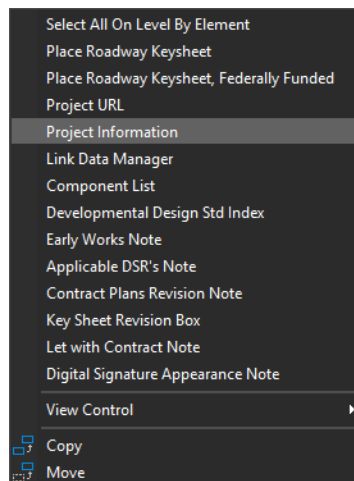 Select All On Level By Element
Place Roadway Keysheet
Place Roadway Keysheet, Federally Funded
Project URL
Project Information
Link Data Manager
Component List
Developmental Design Std Index
Early Works Note
Applicable DSR's Note
Contract Plans Revision Note
Key Sheet Revision Box
Let with Contract Note
Digital Signature Appearance Note
View Control
Copy
Move